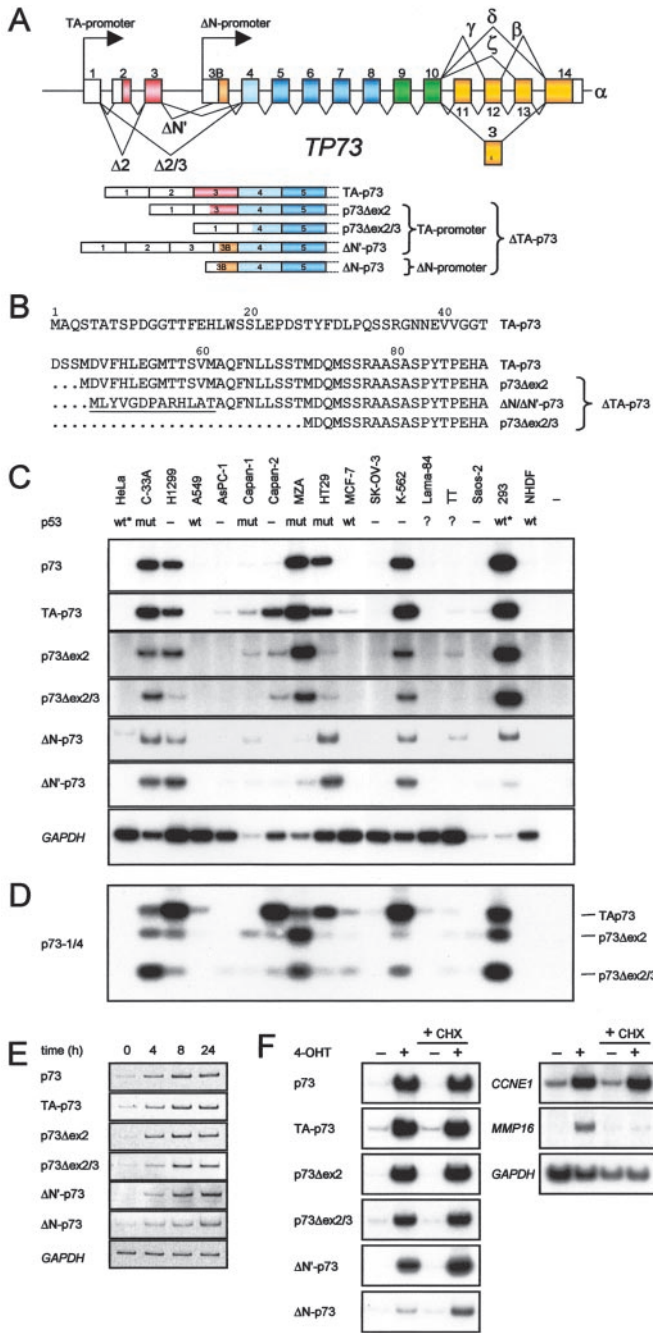 A
TA-promoter
ΔN-promoter
γ δ ζ β
1 2 3 3B 4 5 6 7 8 9 10 14 α
11 12 13
ΔN' TP73 3
Δ2 Δ2/3
1 2 3 4 5 TA-p73
1 3 4 5 p73Δex2
1 4 5 p73Δex2/3
TA-promoter
ΔTA-p73
1 2 3 3B 4 5 ΔN'-p73
3B 4 5 ΔN-p73 ΔN-promoter
B
1 20 40
MAQSTATSPDGGTTFEHLWSSLEPDSTYFDLPQSSRGNNEVVGGT TA-p73
60 80
DSSMDVFHLEGMTTSVMAQFNLLSSTMDQMSSRAASASPYTPEHA TA-p73
...MDVFHLEGMTTSVMAQFNLLSSTMDQMSSRAASASPYTPEHA p73Δex2
...MLYVGDPARHLATAQFNLLSSTMDQMSSRAASASPYTPEHA ΔN/ΔN'-p73
ΔTA-p73
.........................MDQMSSRAASASPYTPEHA p73Δex2/3
C
HeLa C-33A H1299 A549 AsPC-1 Capan-1 Capan-2 MZA HT29 MCF-7 SK-OV-3 K-562 Lama-84 TT Saos-2 293 NHDF –
p53 wt* mut – wt – mut – mut mut wt – – ? ? – wt* wt
p73
TA-p73
p73Δex2
p73Δex2/3
ΔN-p73
ΔN'-p73
GAPDH
D
p73-1/4
TAp73
p73Δex2
p73Δex2/3
E
time (h) 0 4 8 24
p73
TA-p73
p73Δex2
p73Δex2/3
ΔN'-p73
ΔN-p73
GAPDH
F
+ CHX
4-OHT – + – +
p73
TA-p73
p73Δex2
p73Δex2/3
ΔN'-p73
ΔN-p73
+ CHX
– + – +
CCNE1
MMP16
GAPDH